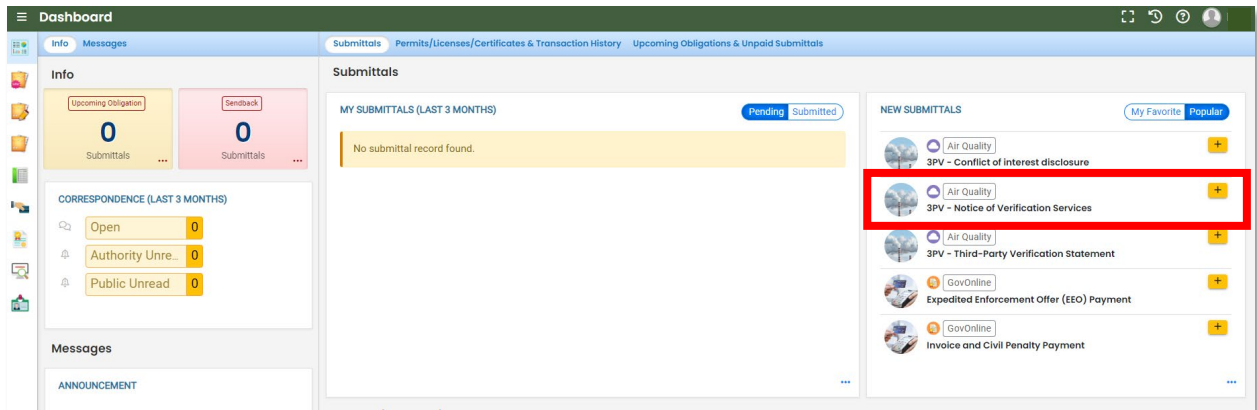 Dashboard
Info Messages
Submittals Permits/Licenses/Certificates & Transaction History Upcoming Obligations & Unpaid Submittals
Info
Upcoming Obligation
0
Submittals
...
Sendback
0
Submittals
...
CORRESPONDENCE (LAST 3 MONTHS)
Open 0
Authority Unre... 0
Public Unread 0
Messages
ANNOUNCEMENT
Submittals
MY SUBMITTALS (LAST 3 MONTHS)
Pending Submitted
No submittal record found.
...
NEW SUBMITTALS
My Favorite Popular
Air Quality
+
3PV - Conflict of interest disclosure
Air Quality
+
3PV - Notice of Verification Services
Air Quality
+
3PV - Third-Party Verification Statement
GovOnline
+
Expedited Enforcement Offer (EEO) Payment
GovOnline
+
Invoice and Civil Penalty Payment
...